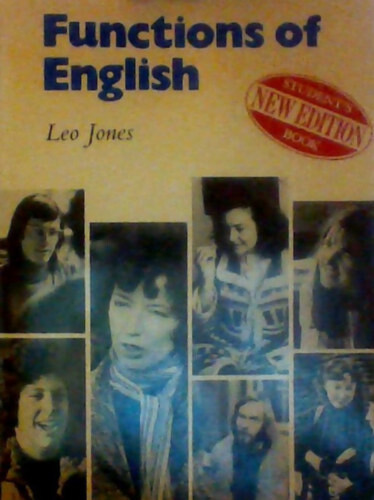 Functions of
English
Leo Jones
STUDENT'S
NEW EDITION
BOOK